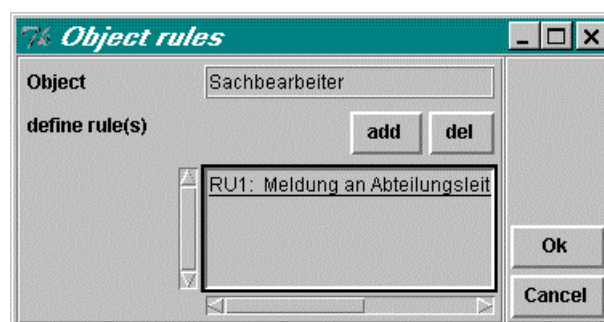 Object rules
Object
Sachbearbeiter
define rule(s)
add
del
RU1: Meldung an Abteilungsleit
Ok
Cancel